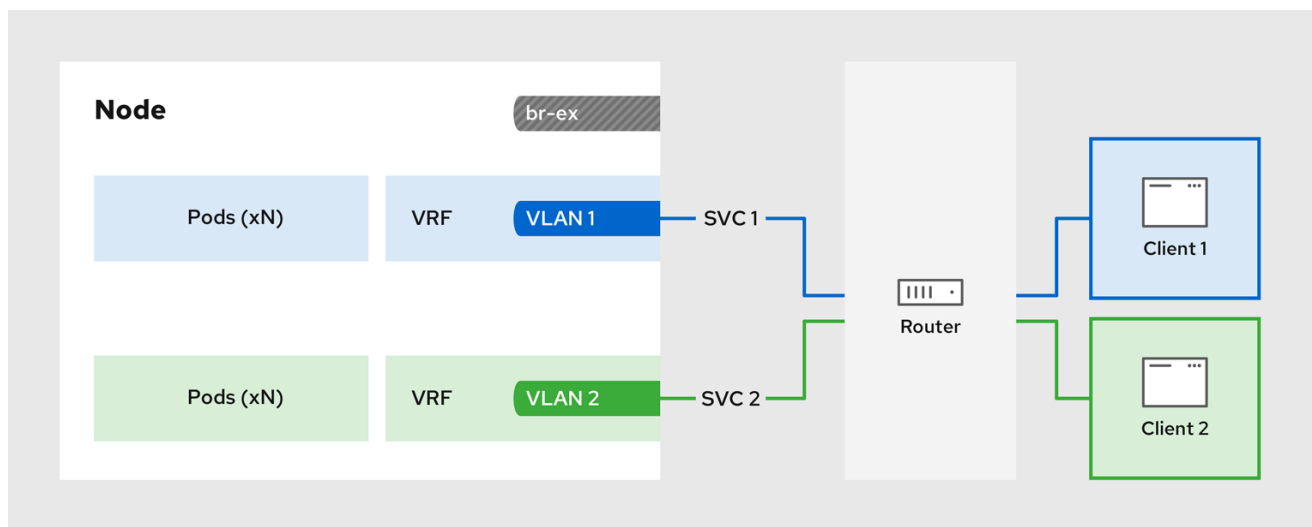 Node
br-ex
Pods (xN)
VRF
VLAN 1
SVC 1
Client 1
Router
Pods (xN)
VRF
VLAN 2
SVC 2
Client 2